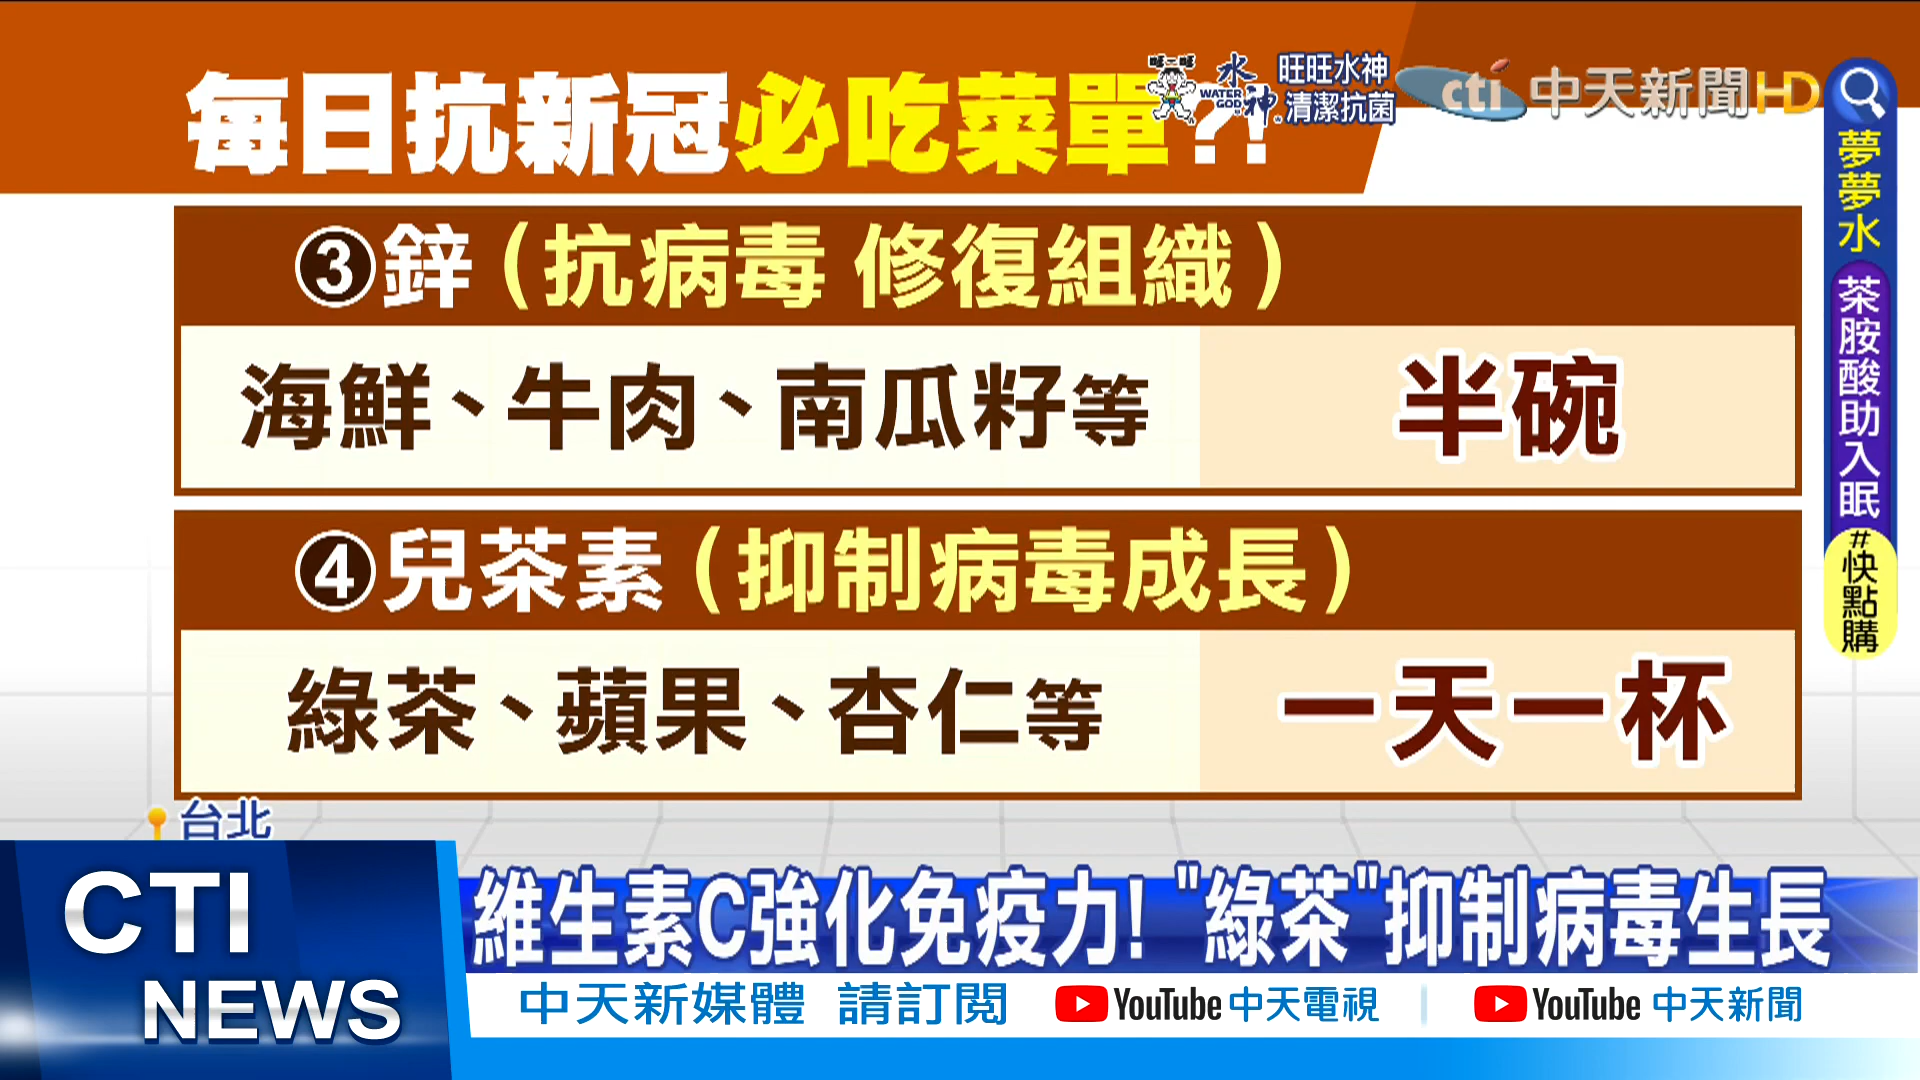 每日抗新冠必吃菜單?!
旺旺
WATER GOD
水神
旺旺水神
清潔抗菌
cti 中天新聞HD
夢夢水
茶胺酸助入眠
#快點購
③鋅(抗病毒 修復組織)
海鮮、牛肉、南瓜籽等
半碗
④兒茶素(抑制病毒成長)
綠茶、蘋果、杏仁等
一天一杯
台北
CTI
NEWS
維生素C強化免疫力!"綠茶"抑制病毒生長
中天新媒體 請訂閱 YouTube 中天電視 | YouTube 中天新聞